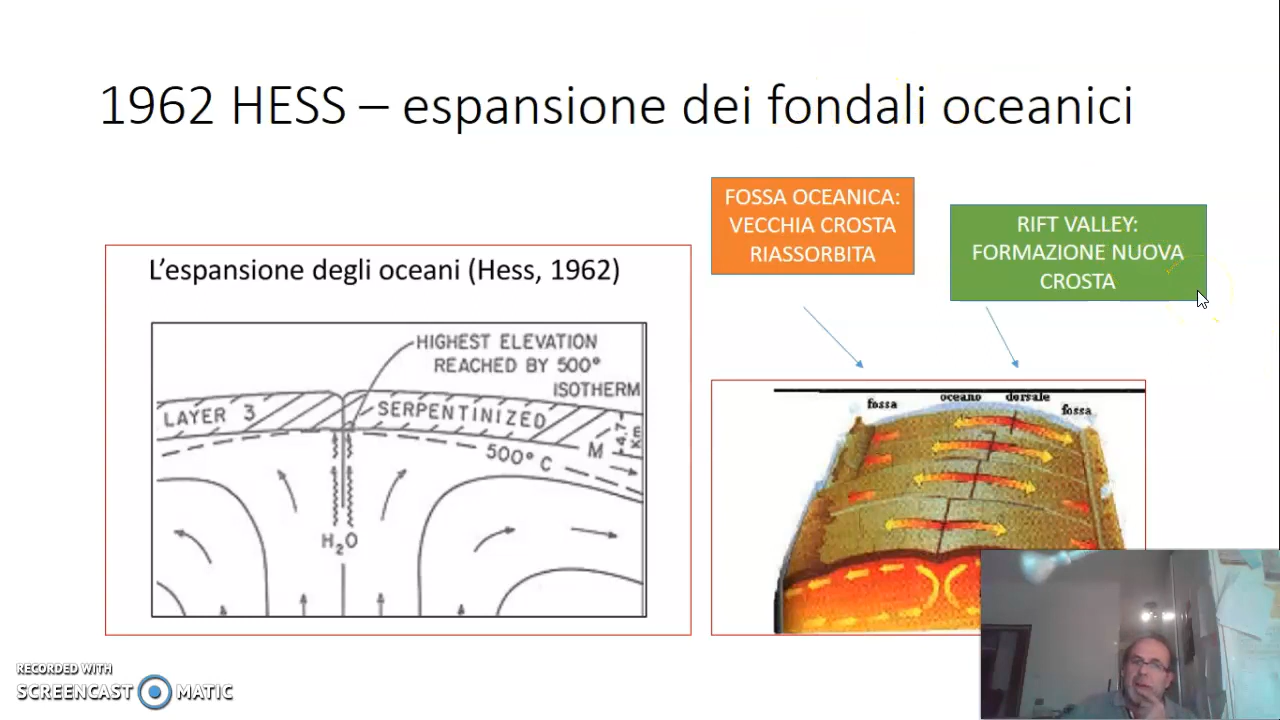 1962 HESS – espansione dei fondali oceanici
FOSSA OCEANICA:
VECCHIA CROSTA
RIASSORBITA
RIFT VALLEY:
FORMAZIONE NUOVA
CROSTA
L'espansione degli oceani (Hess, 1962)
HIGHEST ELEVATION
REACHED BY 500°
ISOTHERM
LAYER 3
SERPENTINIZED
M
4.7
500°C
H2O
fossa
oceano
dorsale
fossa
RECORDED WITH
SCREENCAST MATIC